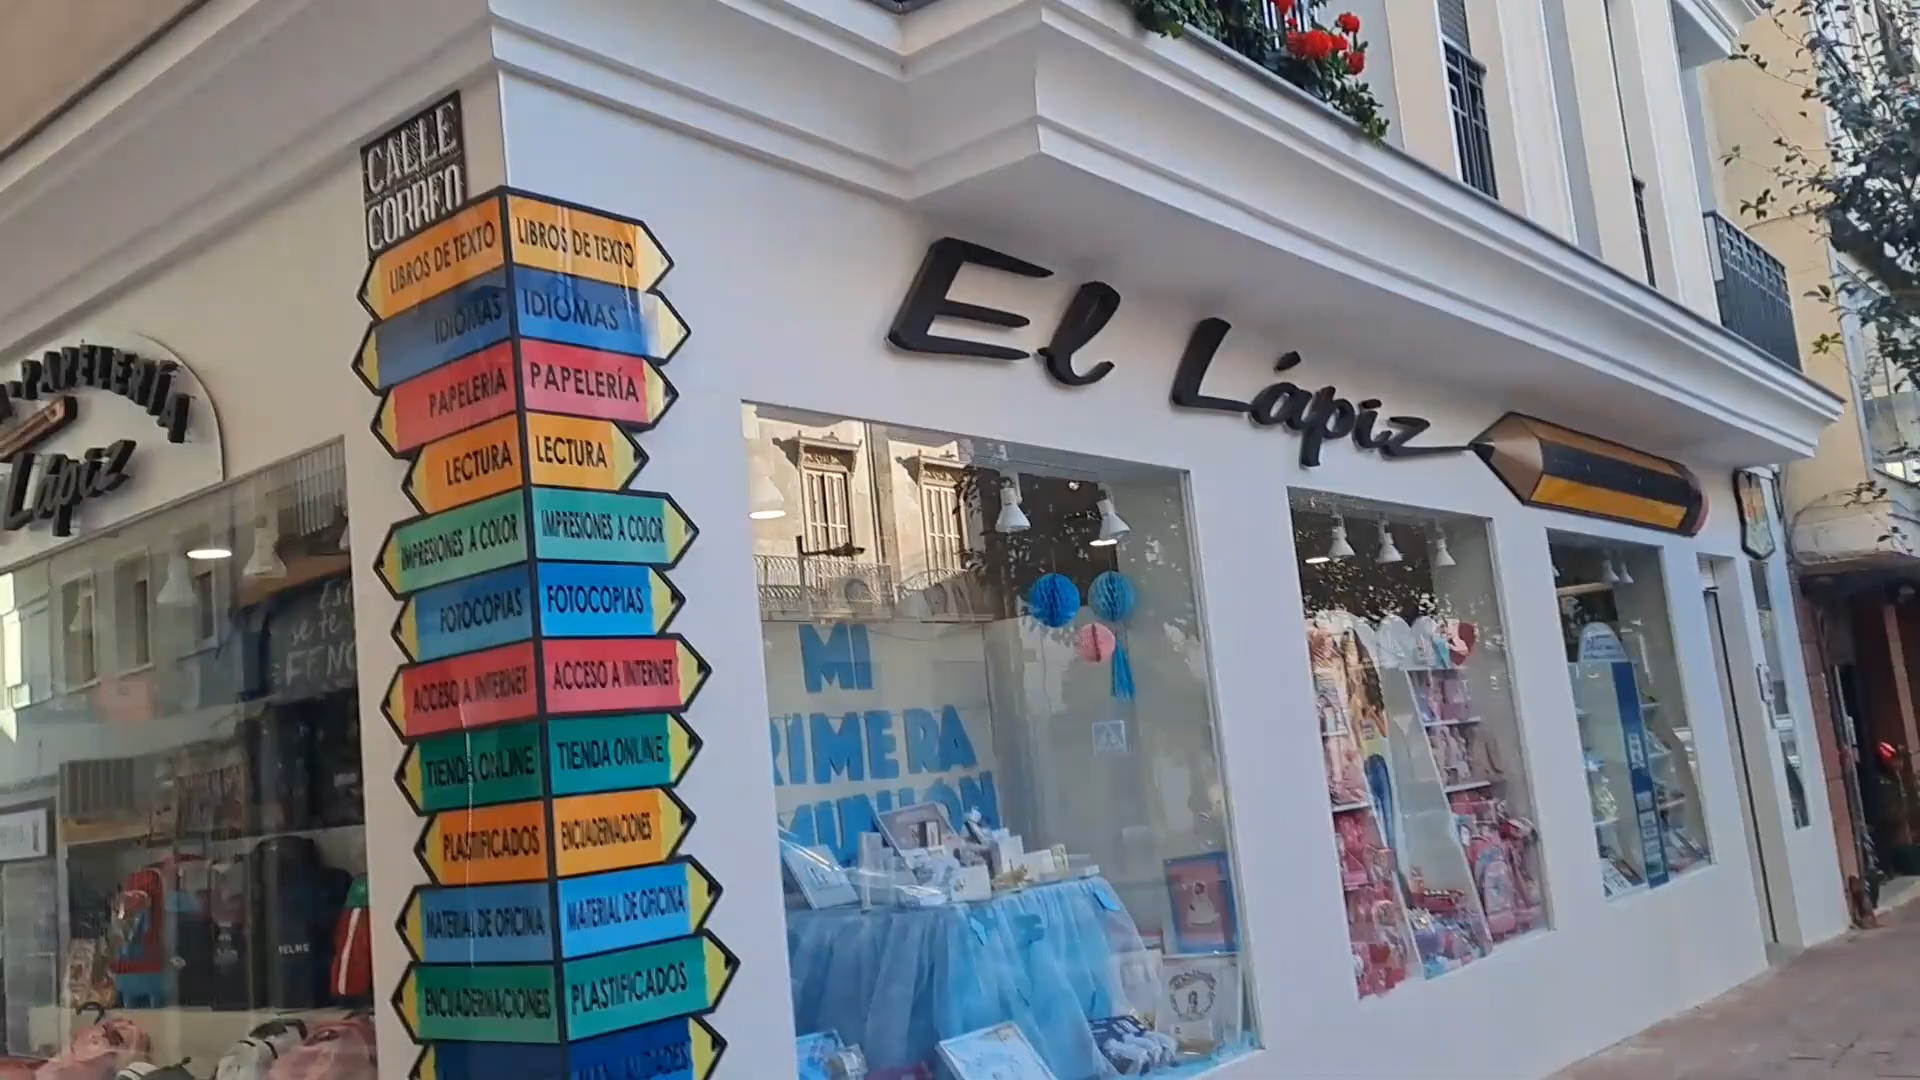 CALLE
CORREO
LIBROS DE TEXTO
IDIOMAS
PAPELERÍA
LECTURA
IMPRESIONES A COLOR
FOTOCOPIAS
ACCESO A INTERNET
TIENDA ONLINE
PLASTIFICADOS
MATERIAL DE OFICINA
ENCUADERNACIONES
LIBROS DE TEXTO
IDIOMAS
PAPELERÍA
LECTURA
IMPRESIONES A COLOR
FOTOCOPIAS
ACCESO A INTERNET
TIENDA ONLINE
ENCUADERNACIONES
MATERIAL DE OFICINA
PLASTIFICADOS
PAPELERÍA
Lápiz
El Lápiz
MI
PRIMERA